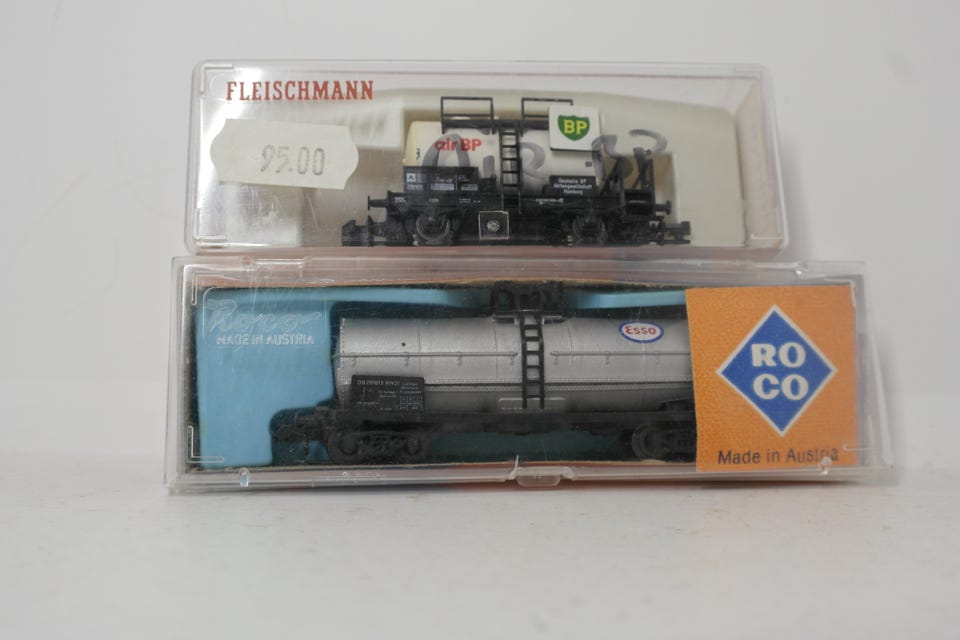 FLEISCHMANN
95.00
air BP
BP
Deutsche BP
Aktiengesellschaft
Hamburg
Roco
MADE IN AUSTRIA
Esso
RO
CO
Made in Austria